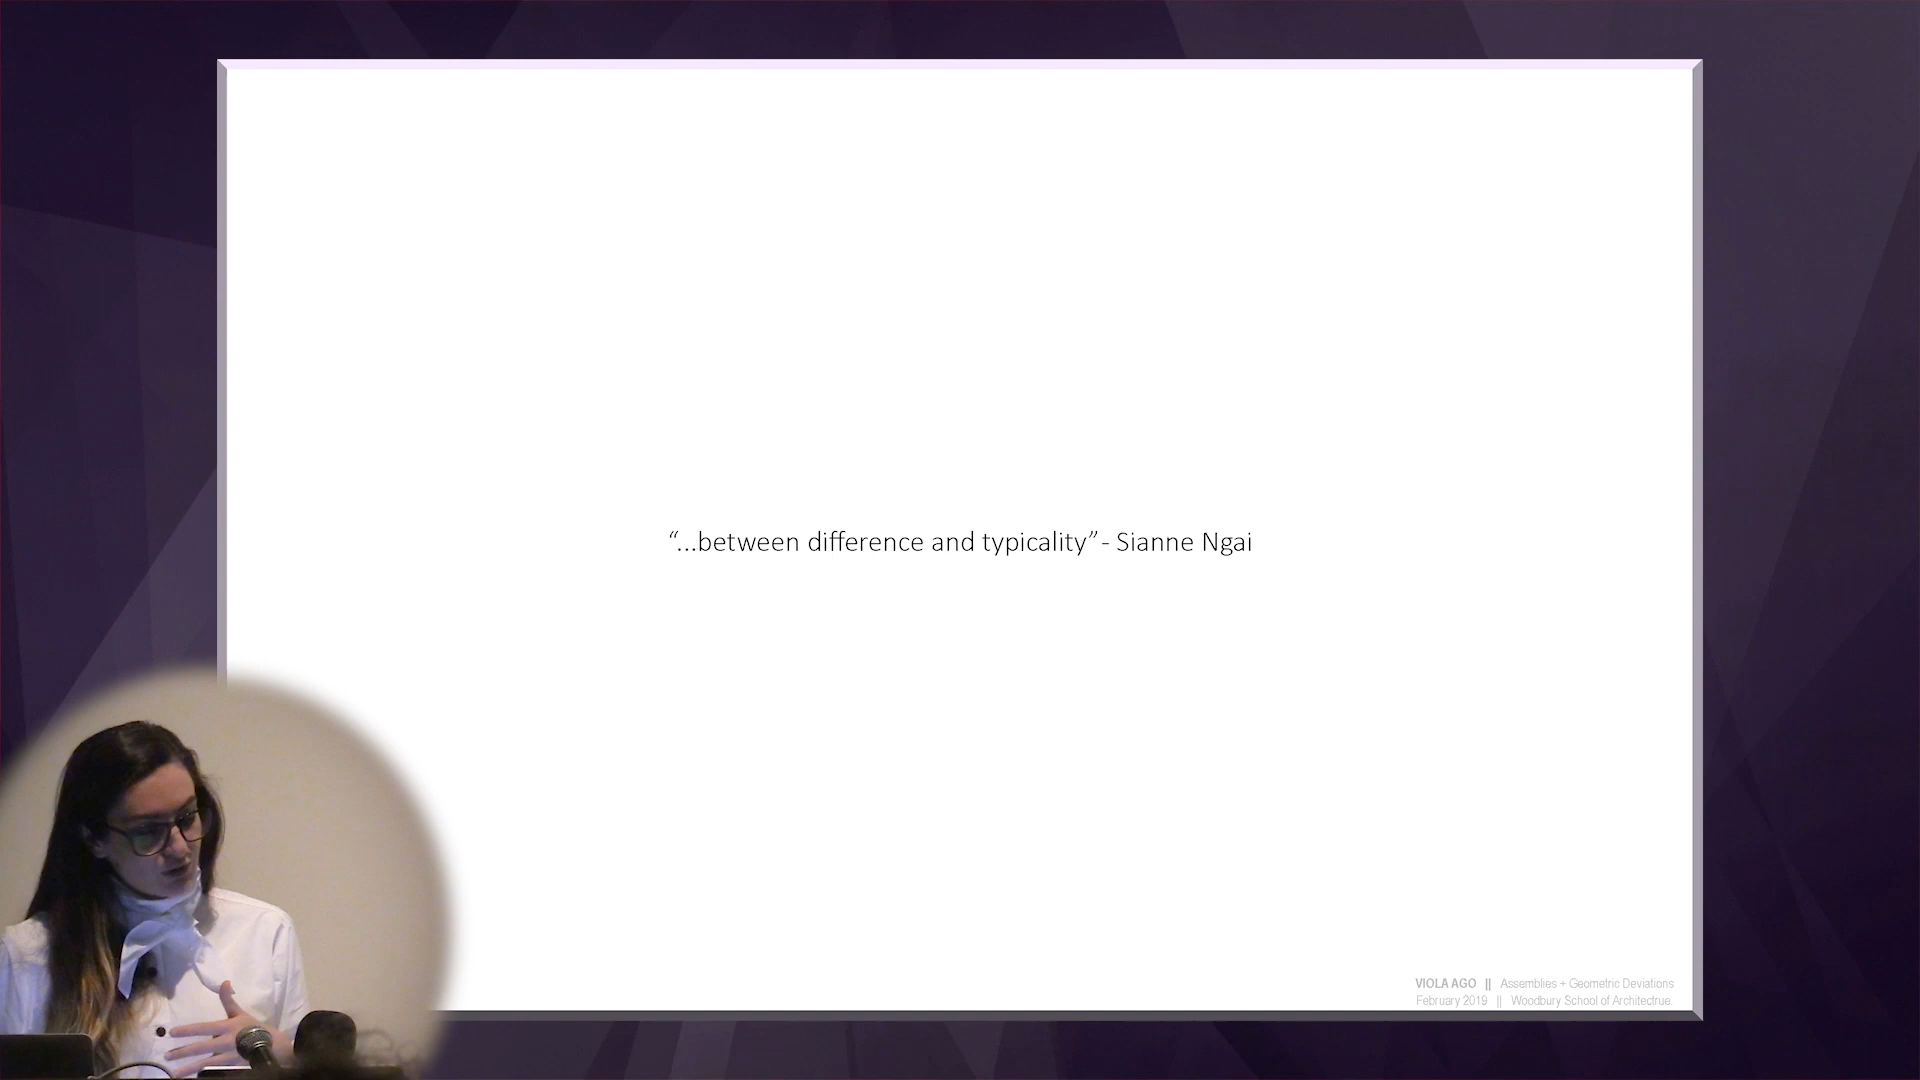 “...between difference and typicality” - Sianne Ngai
VIOLA AGO || Assemblies + Geometric Deviations
February 2019 || Woodbury School of Architectrue.